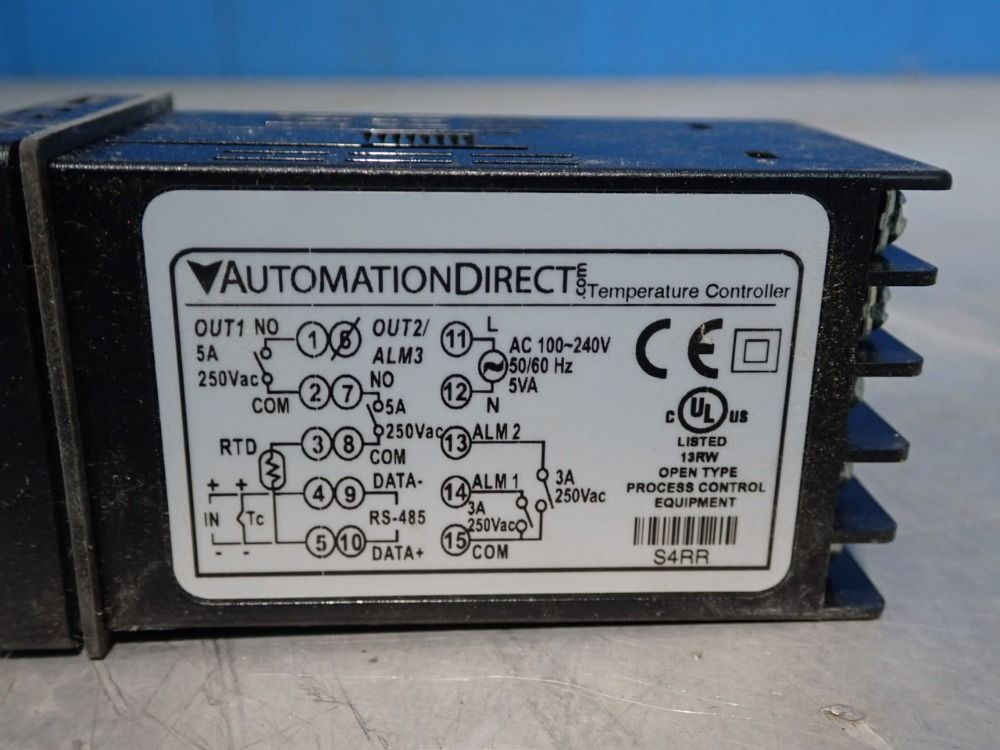 AUTOMATIONDIRECT.com Temperature Controller
OUT1 NO 1 6 OUT2/
5A ALM3
250Vac NO
COM 2 7 5A
250Vac
RTD 3 8 COM
+ + 4 9 DATA-
IN Tc RS-485
- - 5 10 DATA+
11 L
AC 100~240V
50/60 Hz
5VA
12 N
13 ALM 2
3A
250Vac
14 ALM 1
3A
250Vac
15 COM
CE
C UL US
LISTED
13RW
OPEN TYPE
PROCESS CONTROL
EQUIPMENT
S4RR